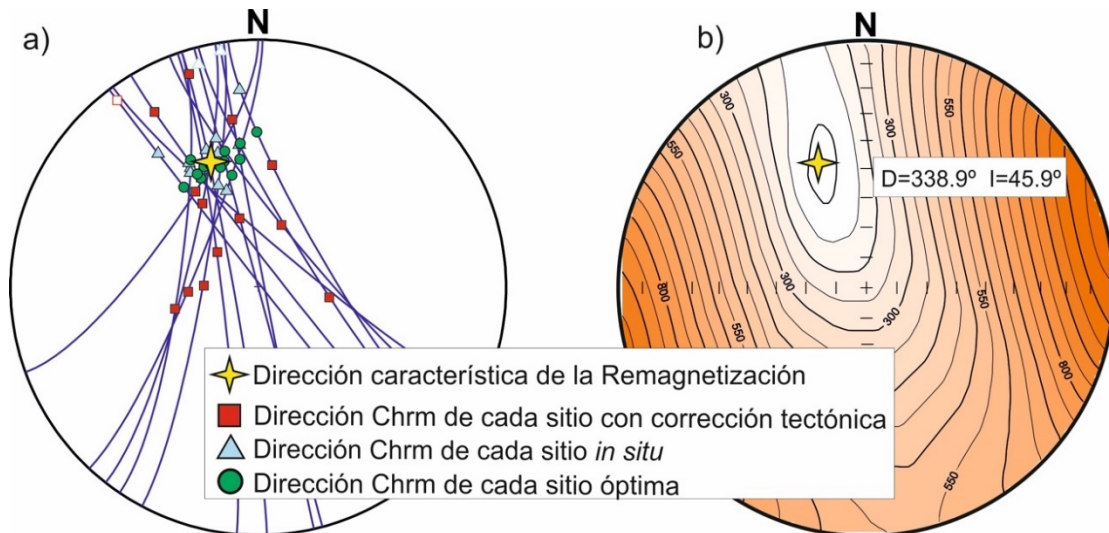 a)
N
b)
N
300
550
550
300
D=338.9º I=45.9º
800
300
550
800
550
300
550
550
Dirección característica de la Remagnetización
Dirección Chrm de cada sitio con corrección tectónica
Dirección Chrm de cada sitio in situ
Dirección Chrm de cada sitio óptima